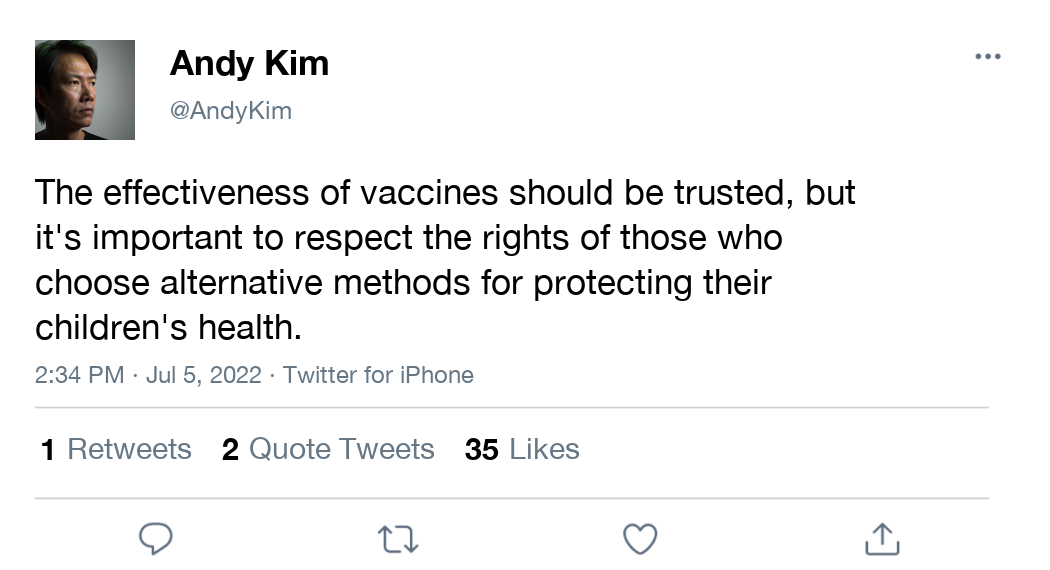 Andy Kim
@AndyKim
The effectiveness of vaccines should be trusted, but
it's important to respect the rights of those who
choose alternative methods for protecting their
children's health.
2:34 PM · Jul 5, 2022 · Twitter for iPhone
1 Retweets 2 Quote Tweets 35 Likes